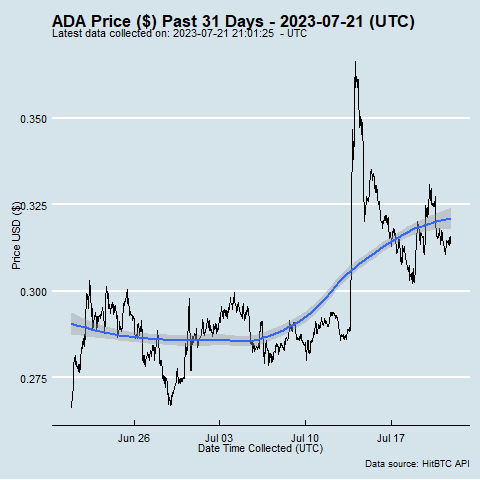 ADA Price ($) Past 31 Days - 2023-07-21 (UTC)
Latest data collected on: 2023-07-21 21:01:25 - UTC
Price USD ($)
0.350
0.325
0.300
0.275
Jun 26
Jul 03
Jul 10
Jul 17
Date Time Collected (UTC)
Data source: HitBTC API